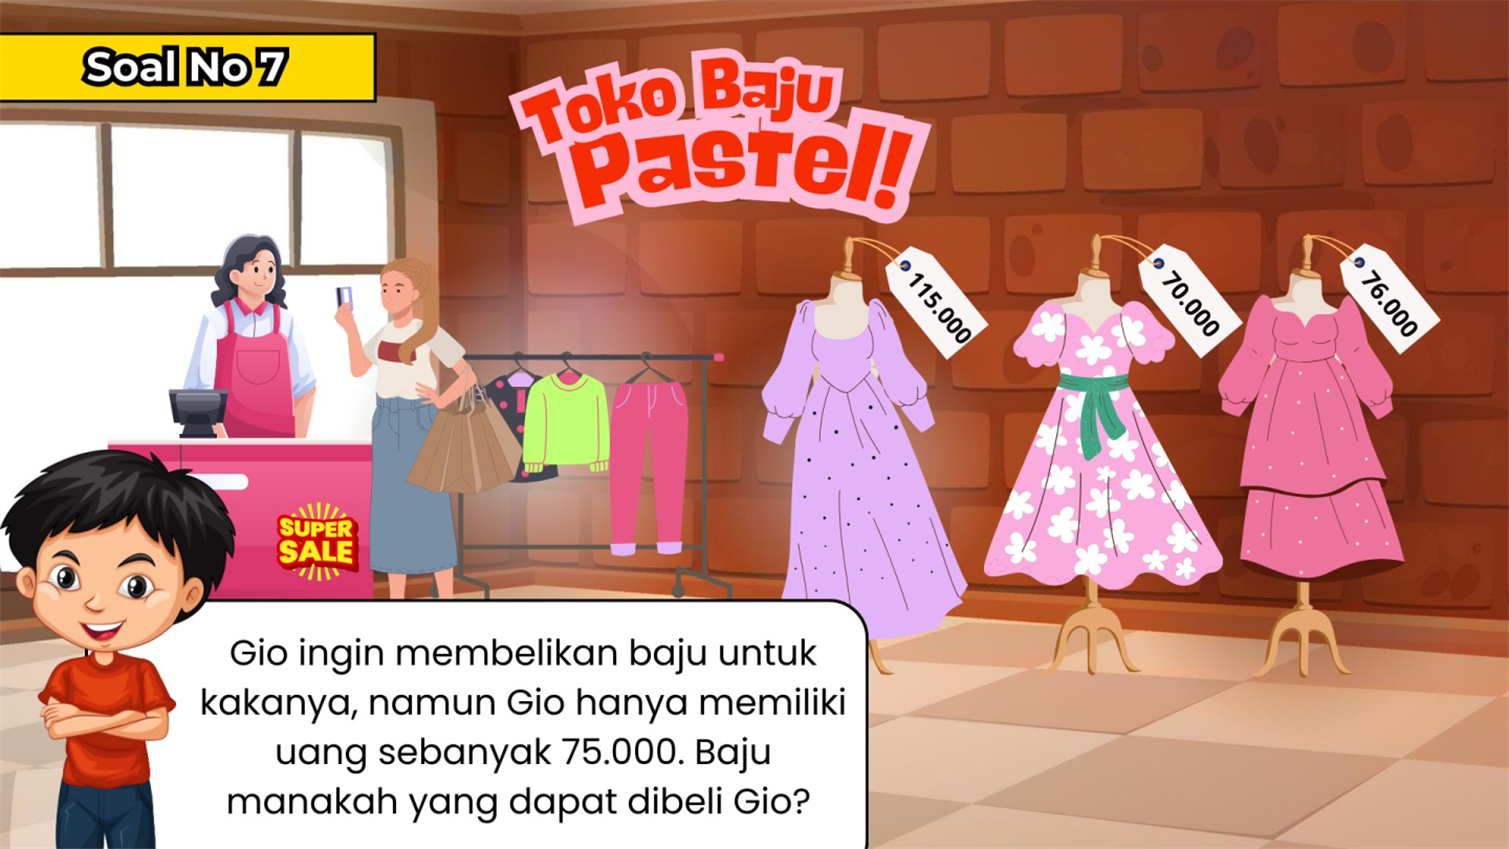 Soal No 7
Toko Baju
Pastel!
115.000
70.000
76.000
SUPER
SALE
Gio ingin membelikan baju untuk
kakanya, namun Gio hanya memiliki
uang sebanyak 75.000. Baju
manakah yang dapat dibeli Gio?